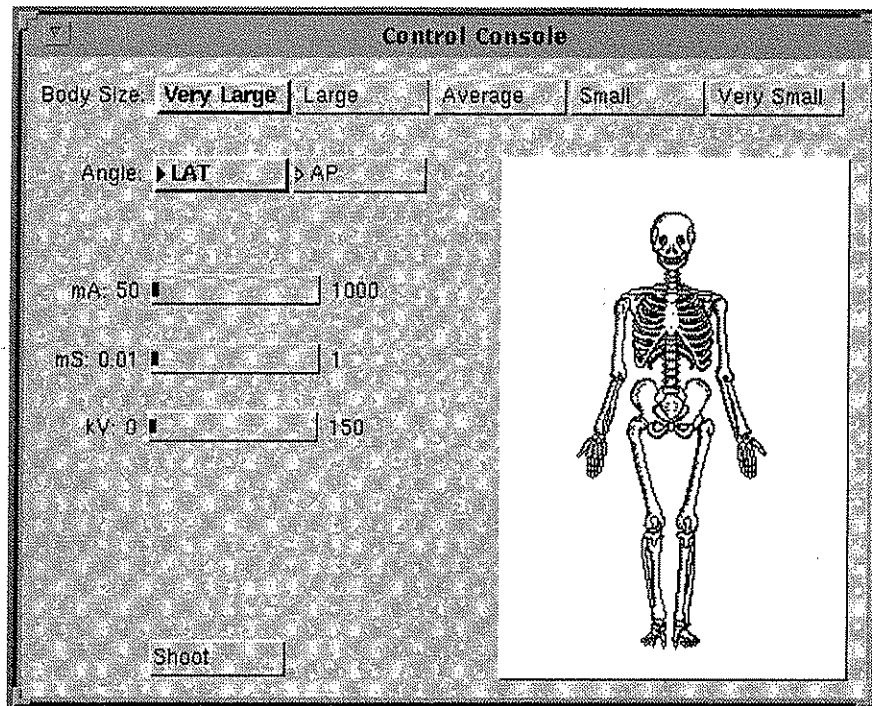 Control Console
Body Size: Very Large Large Average Small Very Small
Angle: LAT AP
mA: 50 1000
mS: 0.01 1
kV: 0 150
Shoot